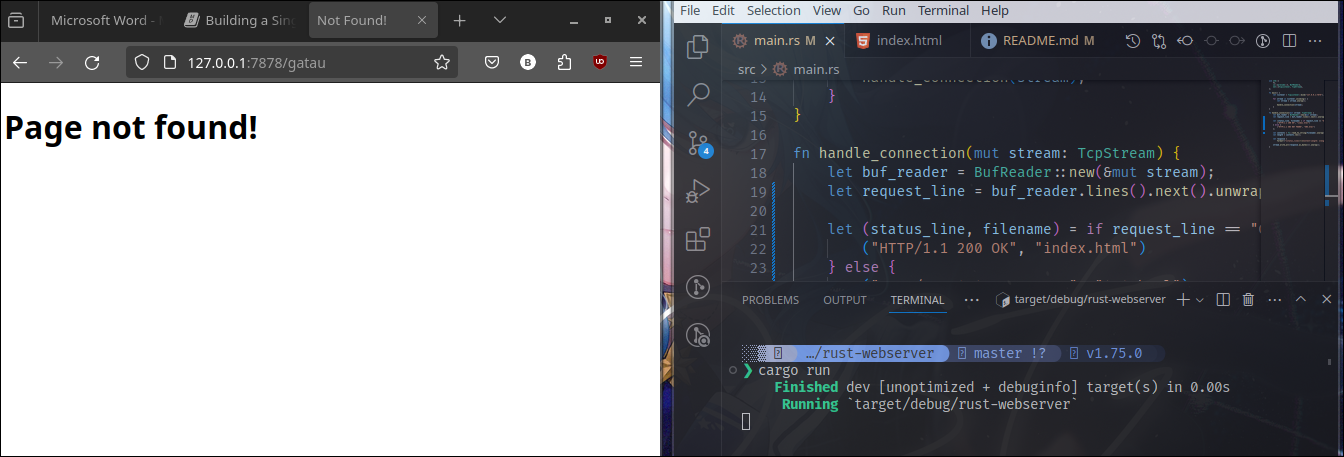 Microsoft Word -
Building a Sin
Not Found!
127.0.0.1:7878/gatau
Page not found!
File Edit Selection View Go Run Terminal Help
main.rs M
index.html
README.md M
src > main.rs
14 }
15 }
16
17 fn handle_connection(mut stream: TcpStream) {
18 let buf_reader = BufReader::new(&mut stream);
19 let request_line = buf_reader.lines().next().unwrap
20
21 let (status_line, filename) = if request_line == "
22 ("HTTP/1.1 200 OK", "index.html")
23 } else {
4
PROBLEMS OUTPUT TERMINAL ... target/debug/rust-webserver
…/rust-webserver master !? v1.75.0
❯ cargo run
Finished dev [unoptimized + debuginfo] target(s) in 0.00s
Running `target/debug/rust-webserver`